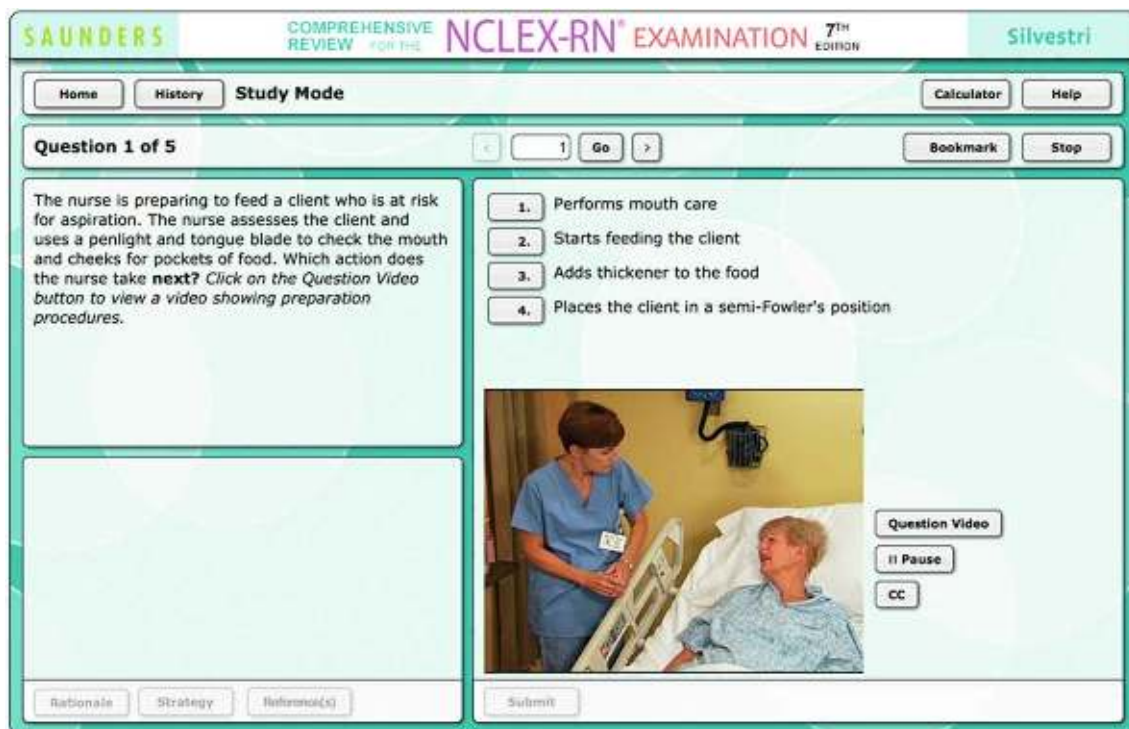 SAUNDERS
COMPREHENSIVE
REVIEW FOR THE
NCLEX-RN® EXAMINATION 7TH
EDITION
Silvestri
Home
History
Study Mode
Calculator
Help
Question 1 of 5
<
1
Go
>
Bookmark
Stop
The nurse is preparing to feed a client who is at risk
for aspiration. The nurse assesses the client and
uses a penlight and tongue blade to check the mouth
and cheeks for pockets of food. Which action does
the nurse take next? Click on the Question Video
button to view a video showing preparation
procedures.
1. Performs mouth care
2. Starts feeding the client
3. Adds thickener to the food
4. Places the client in a semi-Fowler's position
Question Video
II Pause
CC
Rationale
Strategy
Reference(s)
Submit